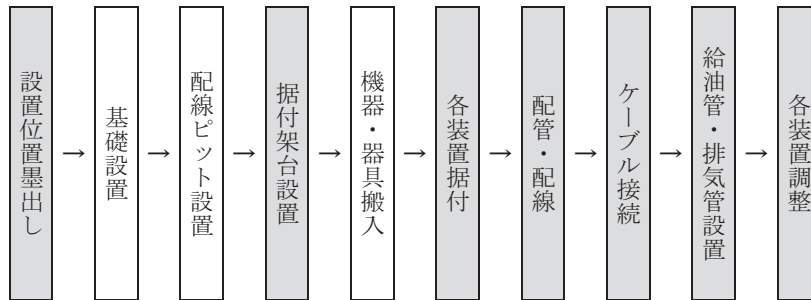 設置位置墨出し
→
基礎設置
→
配線ピット設置
→
据付架台設置
→
機器・器具搬入
→
各装置据付
→
配管・配線
→
ケーブル接続
→
給油管・排気管設置
→
各装置調整